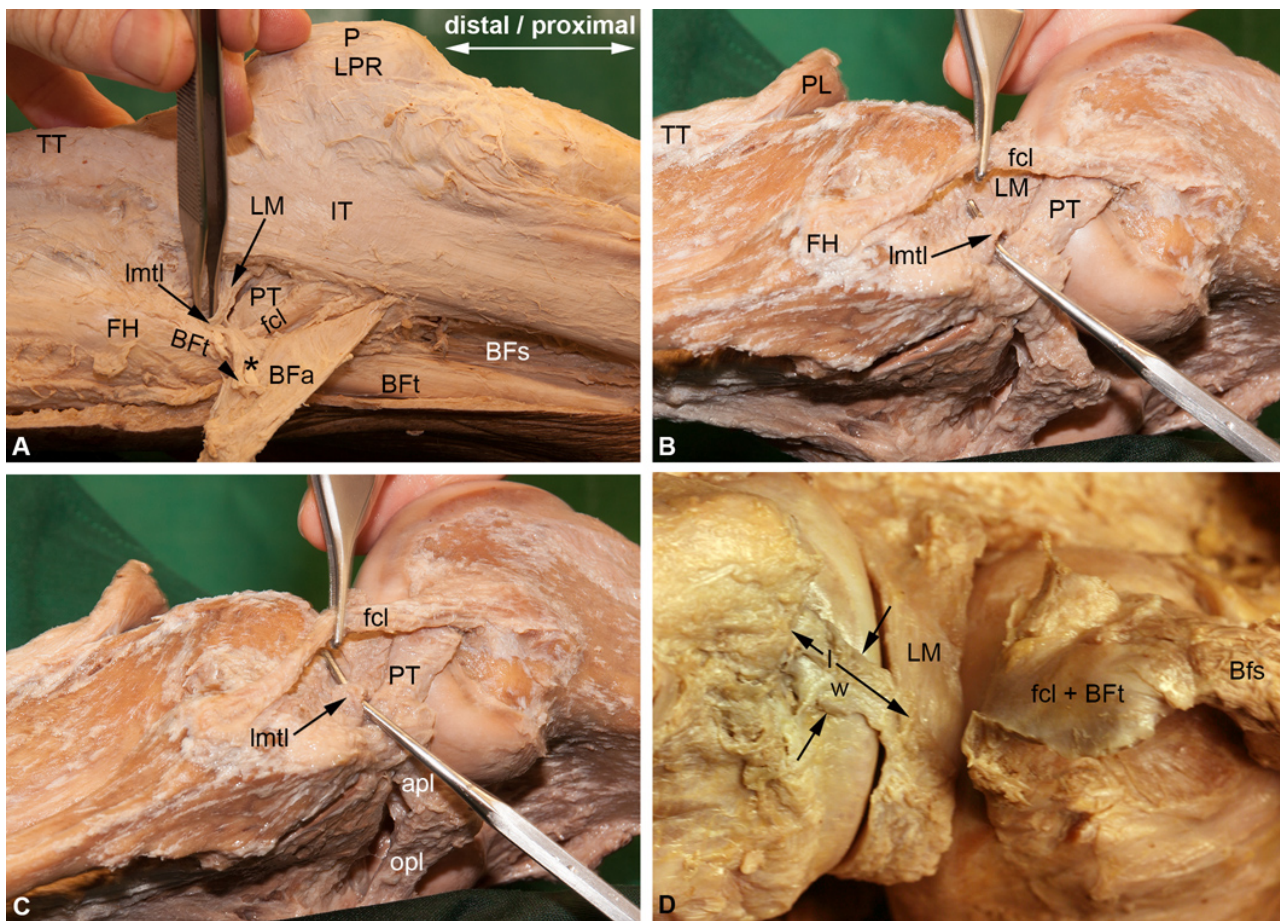 distal / proximal
P
LPR
TT
LM
IT
lmtl
PT
fcl
FH
BFt
*
BFa
BFs
BFt
A
PL
TT
fcl
LM
PT
FH
lmtl
B
fcl
PT
lmtl
apl
opl
C
l
w
LM
fcl + BFt
Bfs
D